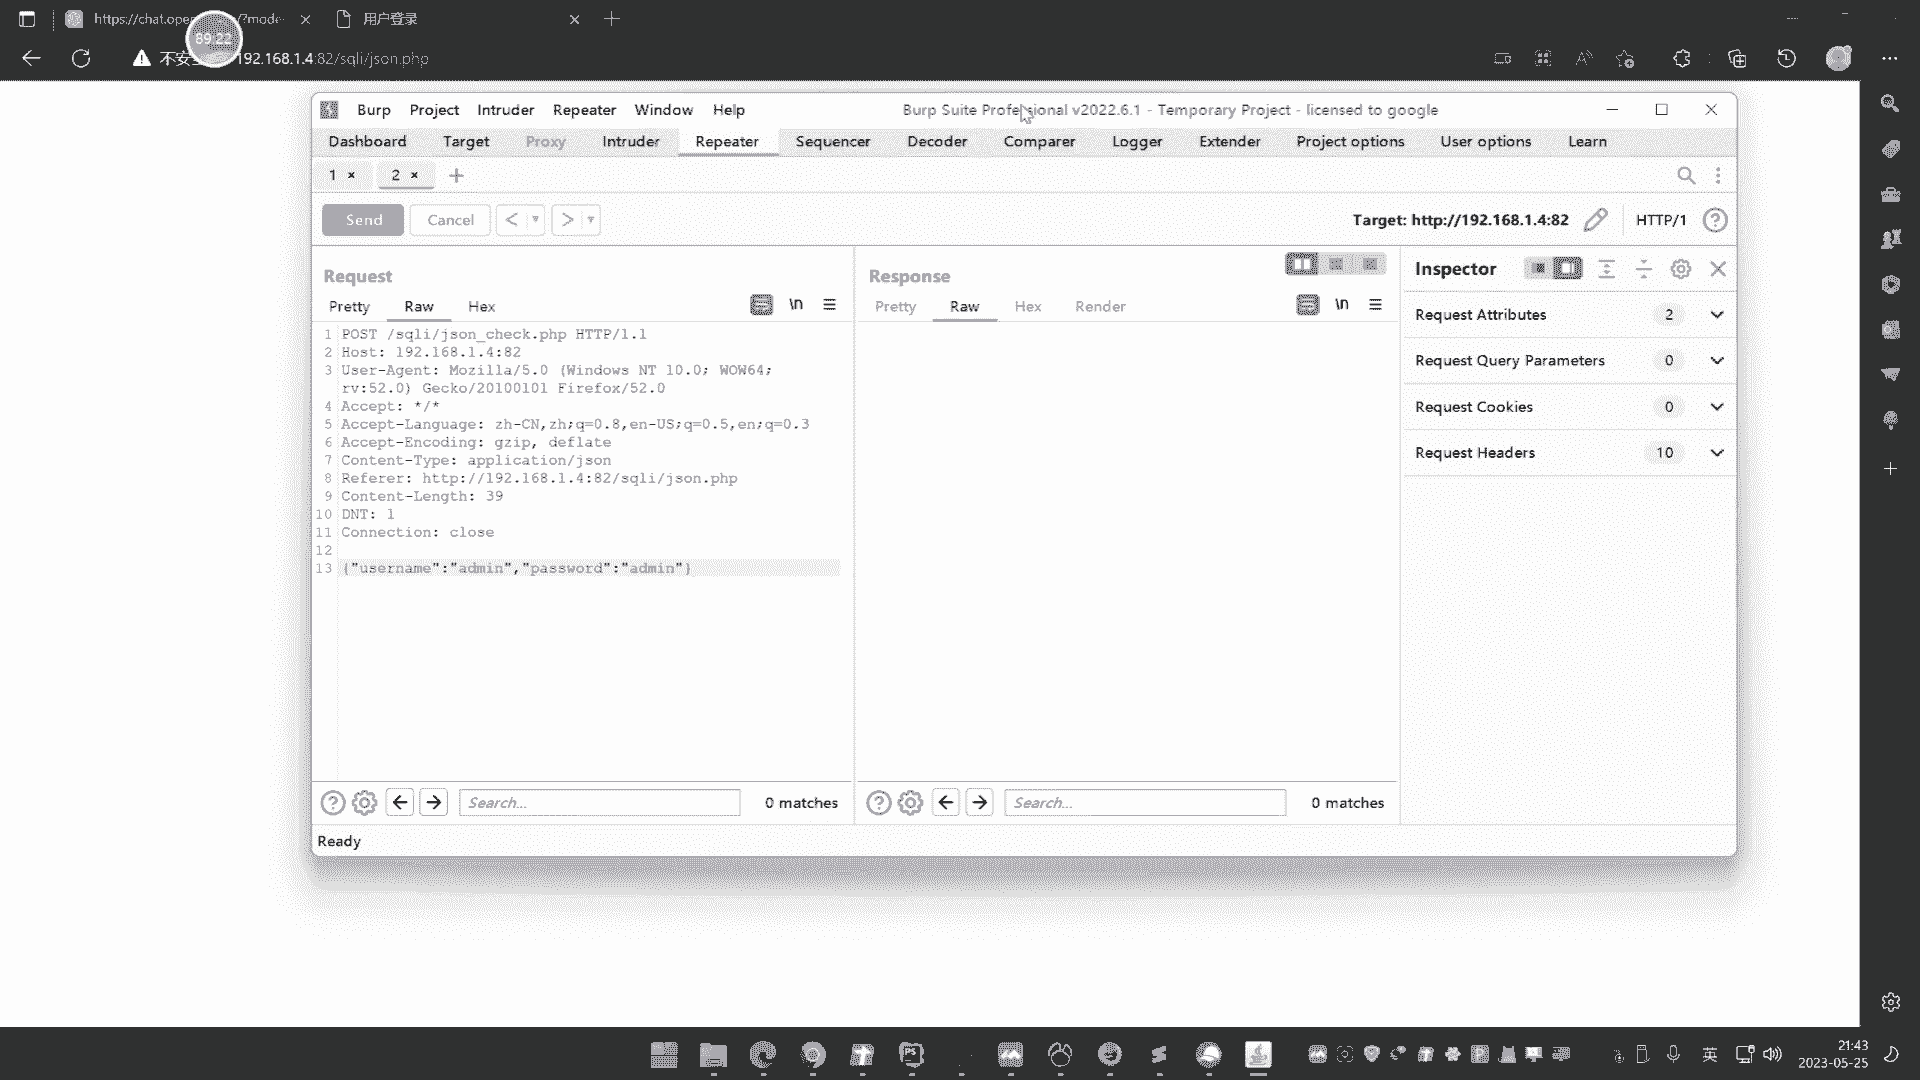 https://chat.oper
/?mode
用户登录
89:22
不安
192.168.1.4:82/sqli/json.php
Burp Project Intruder Repeater Window Help
Burp Suite Professional v2022.6.1 - Temporary Project - licensed to google
Dashboard Target Proxy Intruder Repeater Sequencer Decoder Comparer Logger Extender Project options User options Learn
1 × 2 × +
Send Cancel < >
Target: http://192.168.1.4:82 HTTP/1
Request
Pretty Raw Hex \n
1 POST /sqli/json_check.php HTTP/1.1
2 Host: 192.168.1.4:82
3 User-Agent: Mozilla/5.0 (Windows NT 10.0; WOW64;
rv:52.0) Gecko/20100101 Firefox/52.0
4 Accept: */*
5 Accept-Language: zh-CN,zh;q=0.8,en-US;q=0.5,en;q=0.3
6 Accept-Encoding: gzip, deflate
7 Content-Type: application/json
8 Referer: http://192.168.1.4:82/sqli/json.php
9 Content-Length: 39
10 DNT: 1
11 Connection: close
12
13 {"username":"admin","password":"admin"}
Search... 0 matches
Response
Pretty Raw Hex Render \n
Search... 0 matches
Inspector
Request Attributes 2
Request Query Parameters 0
Request Cookies 0
Request Headers 10
Ready
英
21:43
2023-05-25